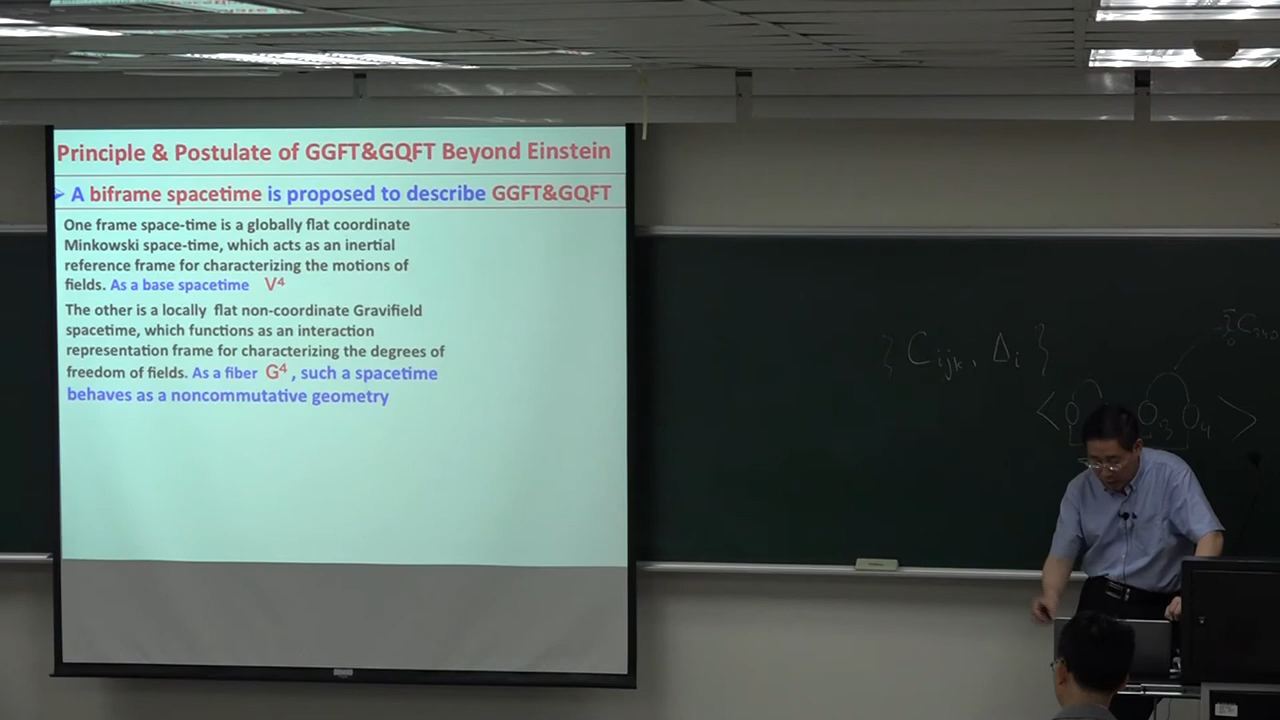 Principle & Postulate of GGFT&GQFT Beyond Einstein
➢ A biframe spacetime is proposed to describe GGFT&GQFT
One frame space-time is a globally flat coordinate
Minkowski space-time, which acts as an inertial
reference frame for characterizing the motions of
fields. As a base spacetime V⁴
The other is a locally flat non-coordinate Gravifield
spacetime, which functions as an interaction
representation frame for characterizing the degrees of
freedom of fields. As a fiber G⁴ , such a spacetime
behaves as a noncommutative geometry
{ Cijk, Δi }
< 3 4 >